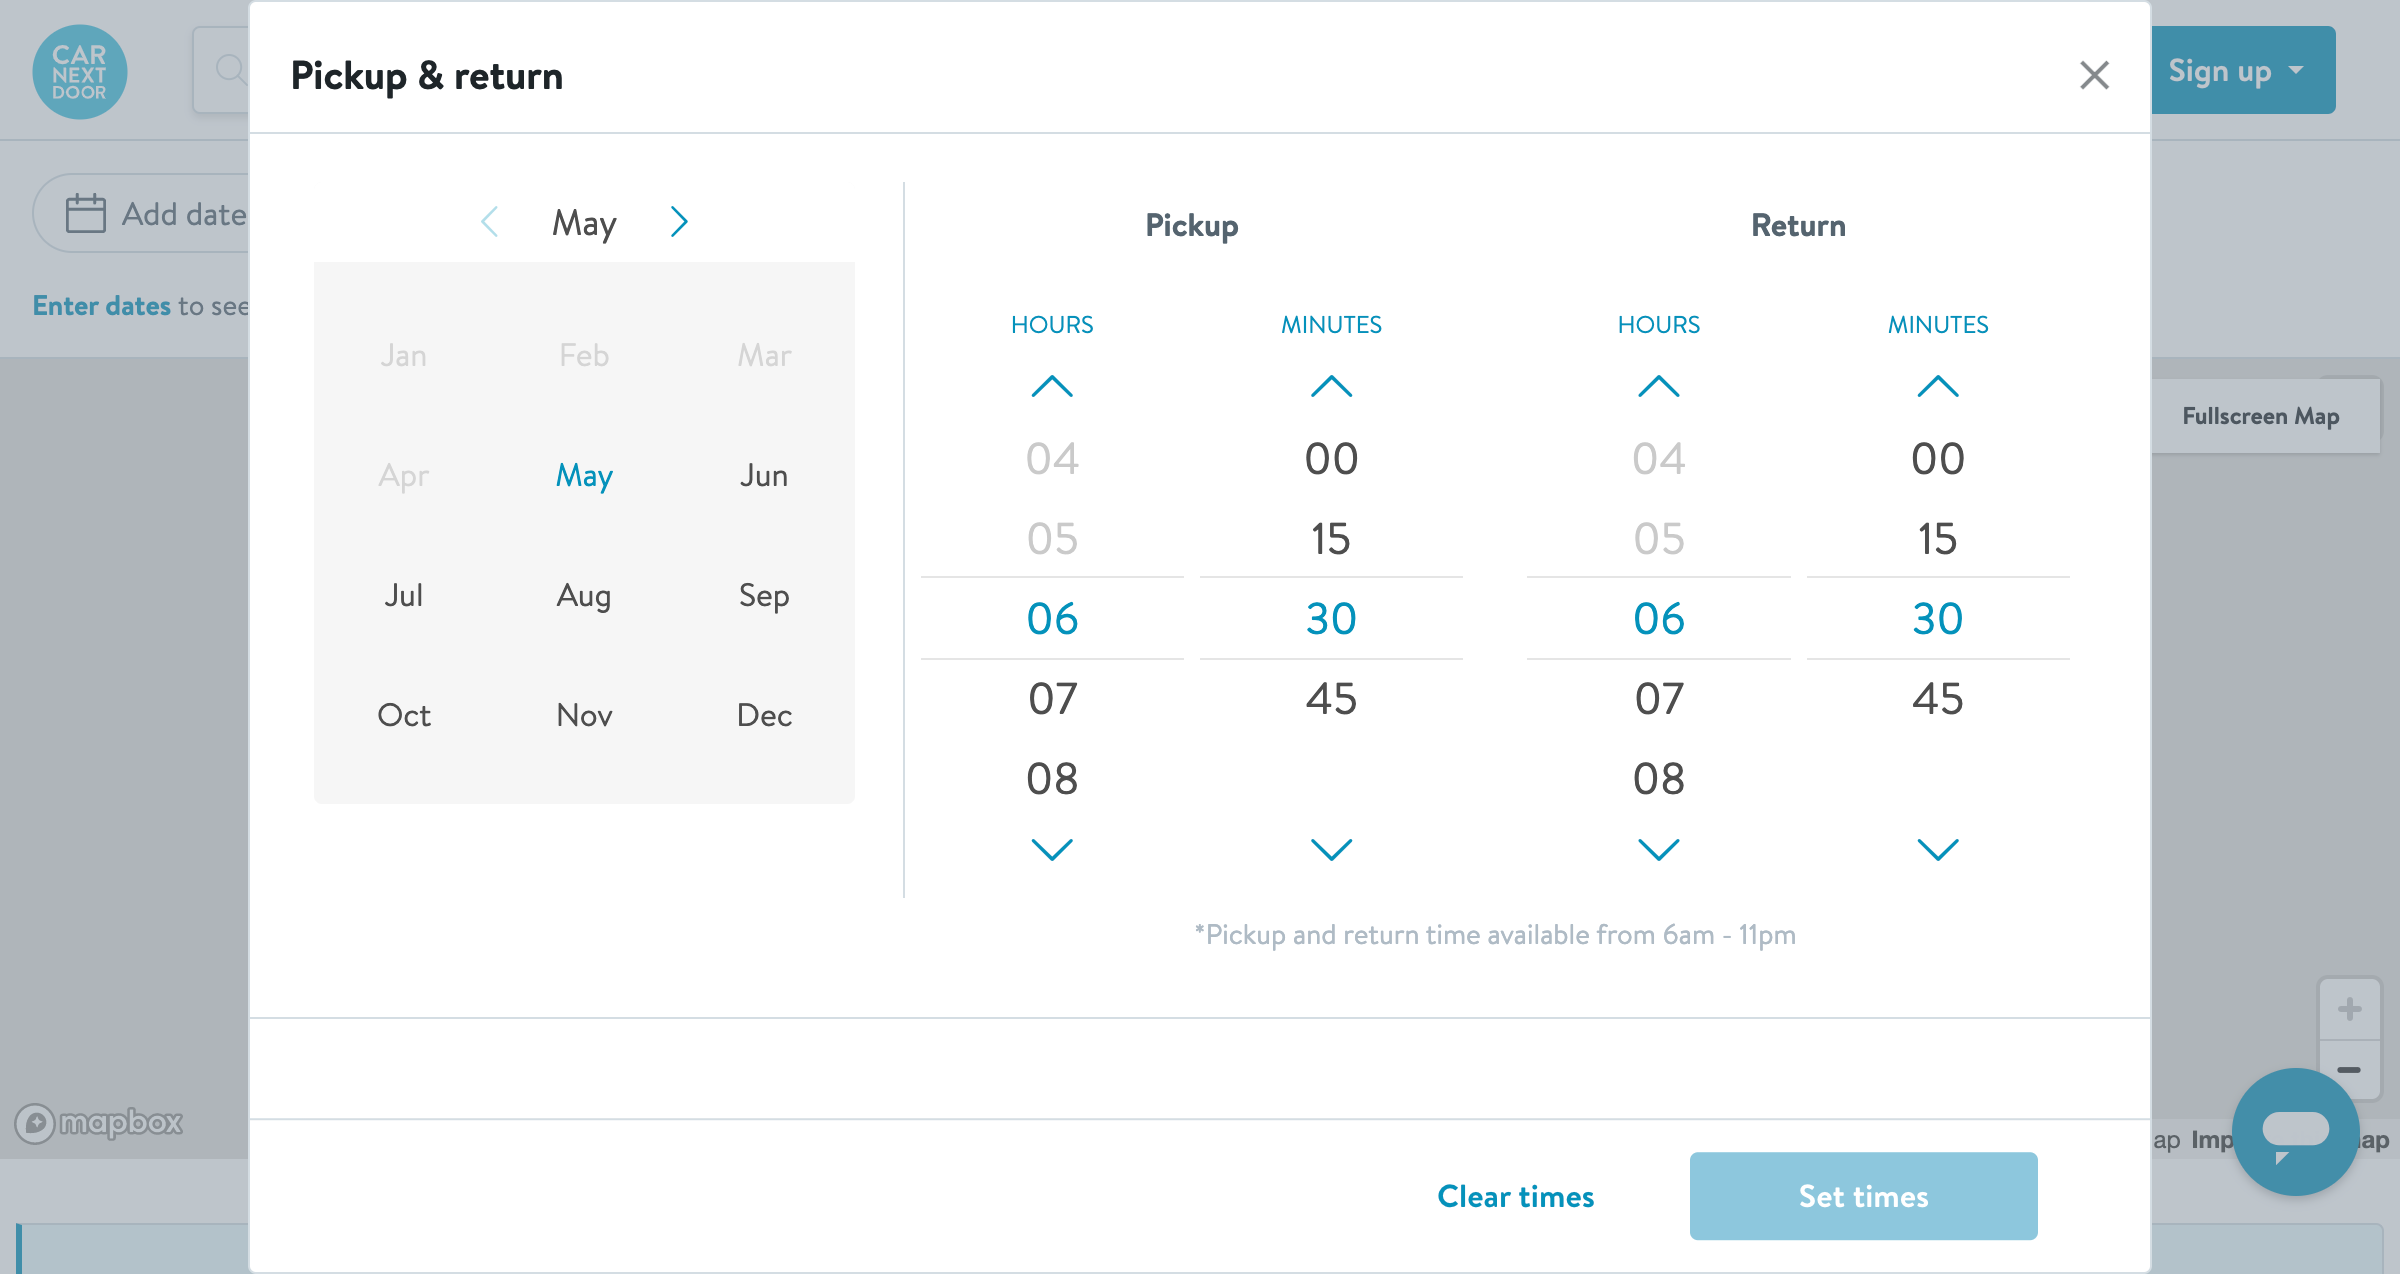 CAR
NEXT
DOOR
Sign up
Add date
Enter dates to see
Pickup & return
May
Jan Feb Mar
Apr May Jun
Jul Aug Sep
Oct Nov Dec
Pickup Return
HOURS MINUTES HOURS MINUTES
04 00 04 00
05 15 05 15
06 30 06 30
07 45 07 45
08 08
*Pickup and return time available from 6am - 11pm
Fullscreen Map
mapbox
Clear times Set times